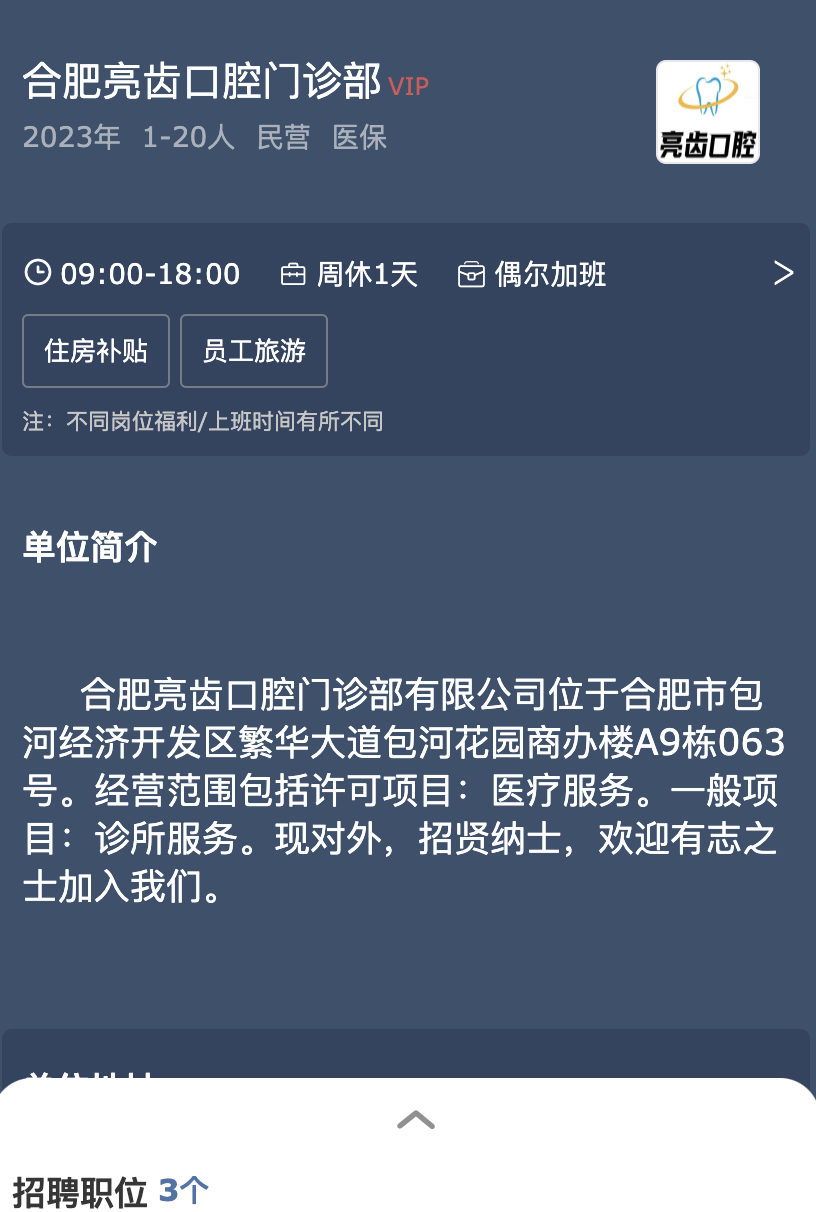 合肥亮齿口腔门诊部 VIP
2023年 1-20人 民营 医保
亮齿口腔
09:00-18:00 周休1天 偶尔加班 >
住房补贴 员工旅游
注：不同岗位福利/上班时间有所不同
单位简介
合肥亮齿口腔门诊部有限公司位于合肥市包
河经济开发区繁华大道包河花园商办楼A9栋063
号。经营范围包括许可项目：医疗服务。一般项
目：诊所服务。现对外，招贤纳士，欢迎有志之
士加入我们。
招聘职位 3个